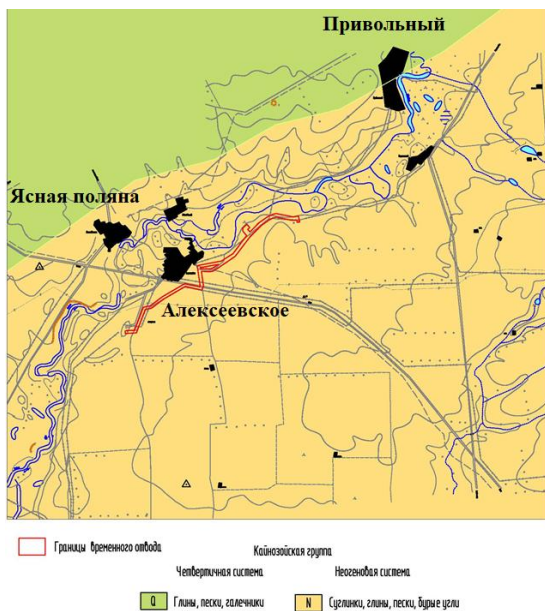 Привольный
Ясная поляна
Алексеевское
Границы временного отвода
Кайнозойская группа
Четвертичная система
Неогеновая система
Q Глины, пески, галечники
N Суглинки, глины, пески, бурые угли